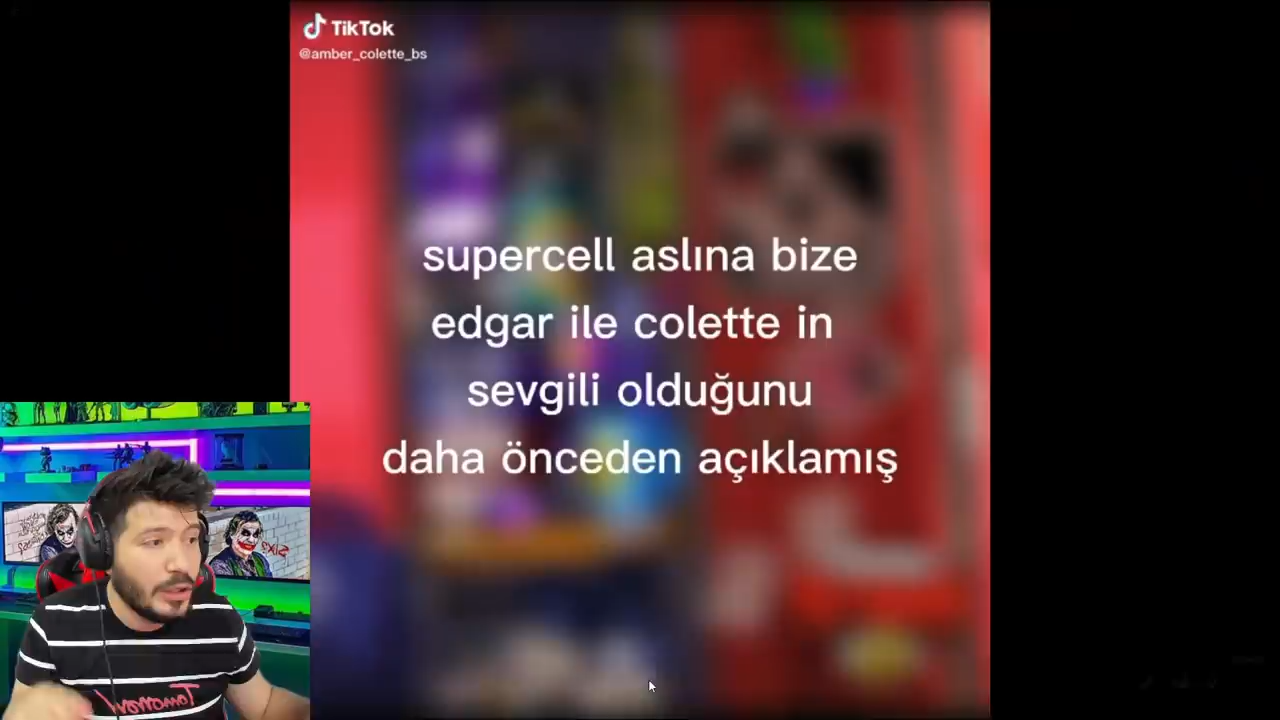 TikTok
@amber_colette_bs
supercell aslına bize
edgar ile colette in
sevgili olduğunu
daha önceden açıklamış